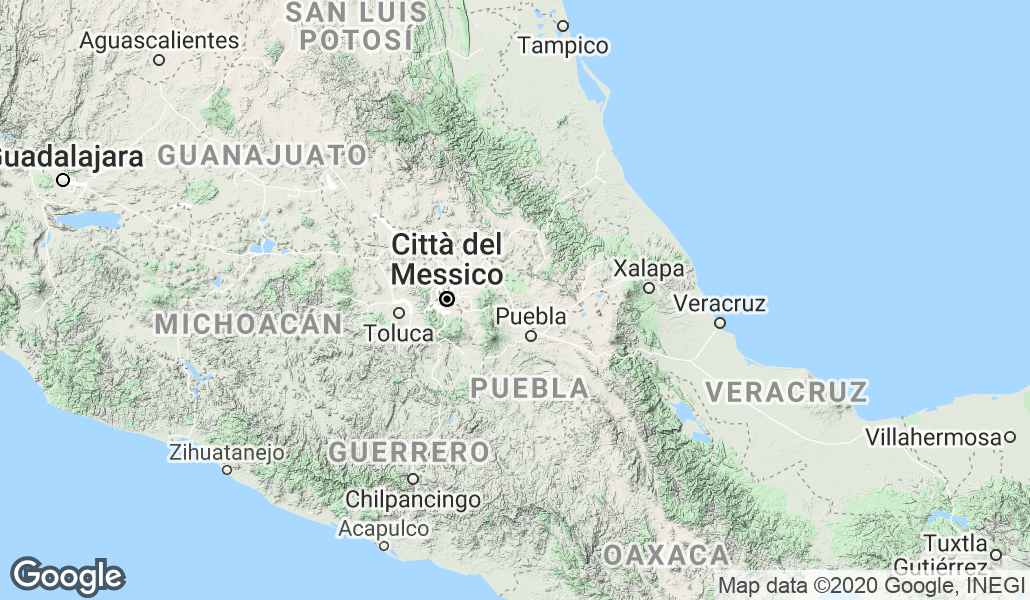 SAN LUIS
POTOSÍ
Aguascalientes
Tampico
Guadalajara
GUANAJUATO
Città del
Messico
Xalapa
Veracruz
MICHOACÁN
Toluca
Puebla
PUEBLA
VERACRUZ
Villahermosa
Zihuatanejo
GUERRERO
Chilpancingo
Acapulco
OAXACA
Tuxtla
Gutiérrez
Google
Map data ©2020 Google, INEGI